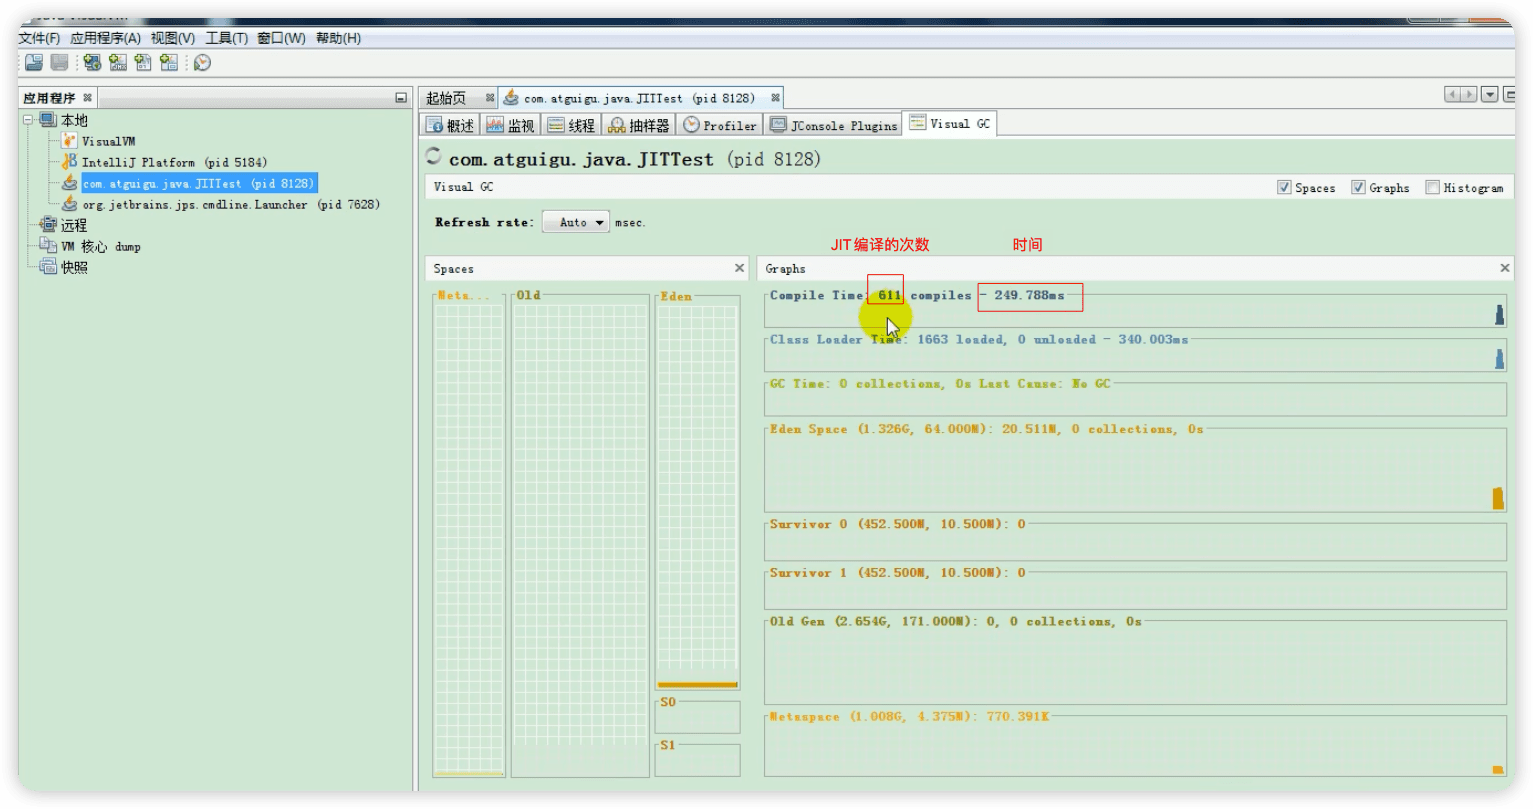 文件(F) 应用程序(A) 视图(V) 工具(T) 窗口(W) 帮助(H)
应用程序
本地
VisualVM
IntelliJ Platform (pid 5184)
com.atguigu.java.JITTest (pid 8128)
org.jetbrains.jps.cmdline.Launcher (pid 7628)
远程
VM 核心 dump
快照
起始页 com.atguigu.java.JITTest (pid 8128)
概述 监视 线程 抽样器 Profiler JConsole Plugins Visual GC
com.atguigu.java.JITTest (pid 8128)
Visual GC Spaces Graphs Histogram
Refresh rate: Auto msec.
JIT编译的次数 时间
Spaces
Meta...
Old
Eden
S0
S1
Graphs
Compile Time: 611 compiles - 249.788ms
Class Loader Time: 1663 loaded, 0 unloaded - 340.003ms
GC Time: 0 collections, 0s Last Cause: No GC
Eden Space (1.326G, 64.000M): 20.511M, 0 collections, 0s
Survivor 0 (452.500M, 10.500M): 0
Survivor 1 (452.500M, 10.500M): 0
Old Gen (2.654G, 171.000M): 0, 0 collections, 0s
Metaspace (1.008G, 4.375M): 770.391K